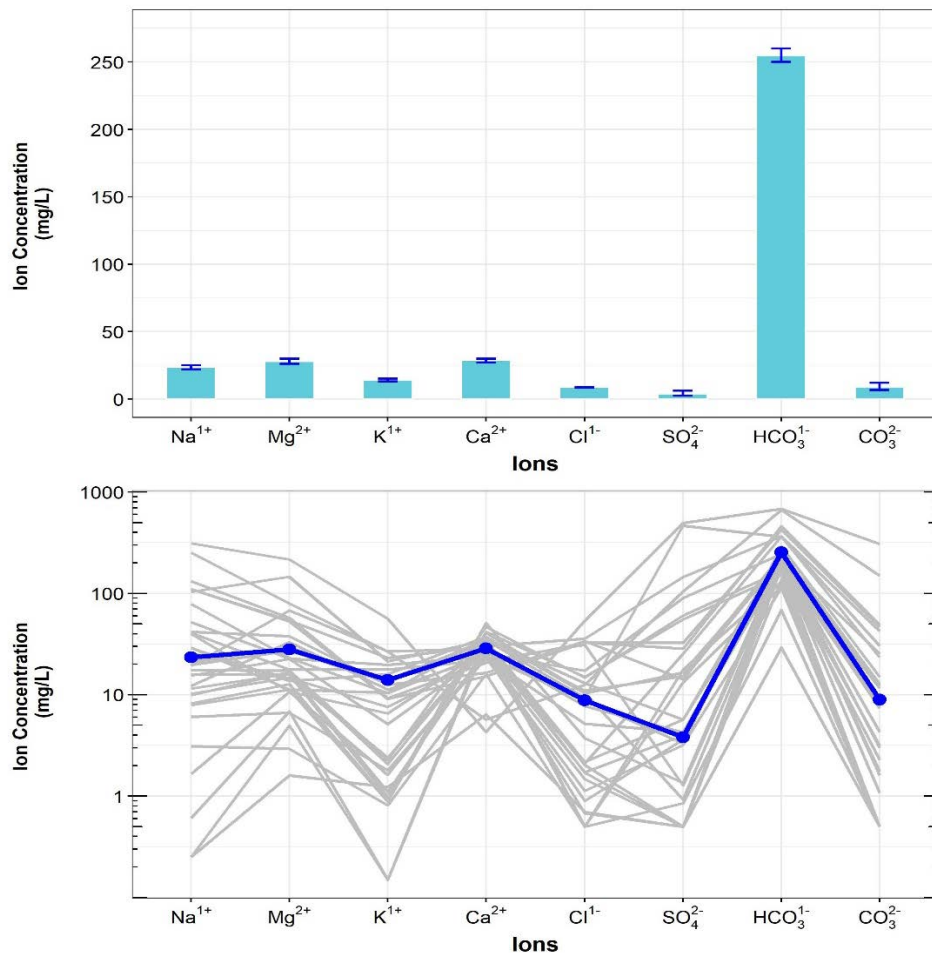 Ion Concentration
(mg/L)
250
200
150
100
50
0
Na¹⁺ Mg²⁺ K¹⁺ Ca²⁺ Cl¹⁻ SO₄²⁻ HCO₃¹⁻ CO₃²⁻
Ions
Ion Concentration
(mg/L)
1000
100
10
1
Na¹⁺ Mg²⁺ K¹⁺ Ca²⁺ Cl¹⁻ SO₄²⁻ HCO₃¹⁻ CO₃²⁻
Ions